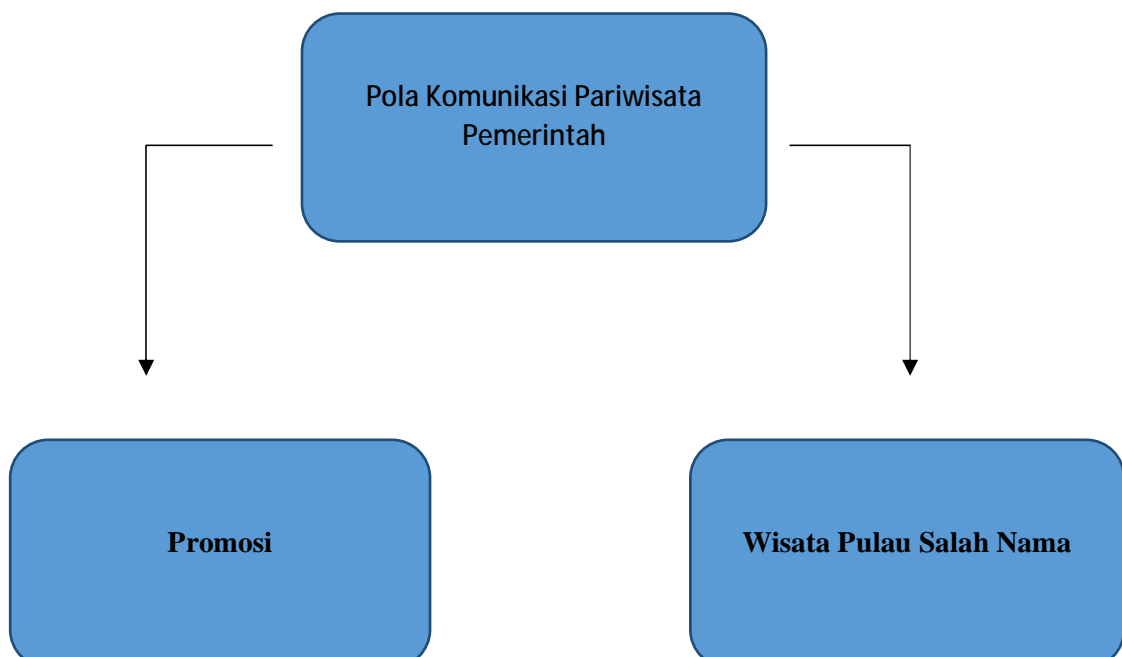 Pola Komunikasi Pariwisata
Pemerintah
Promosi
Wisata Pulau Salah Nama